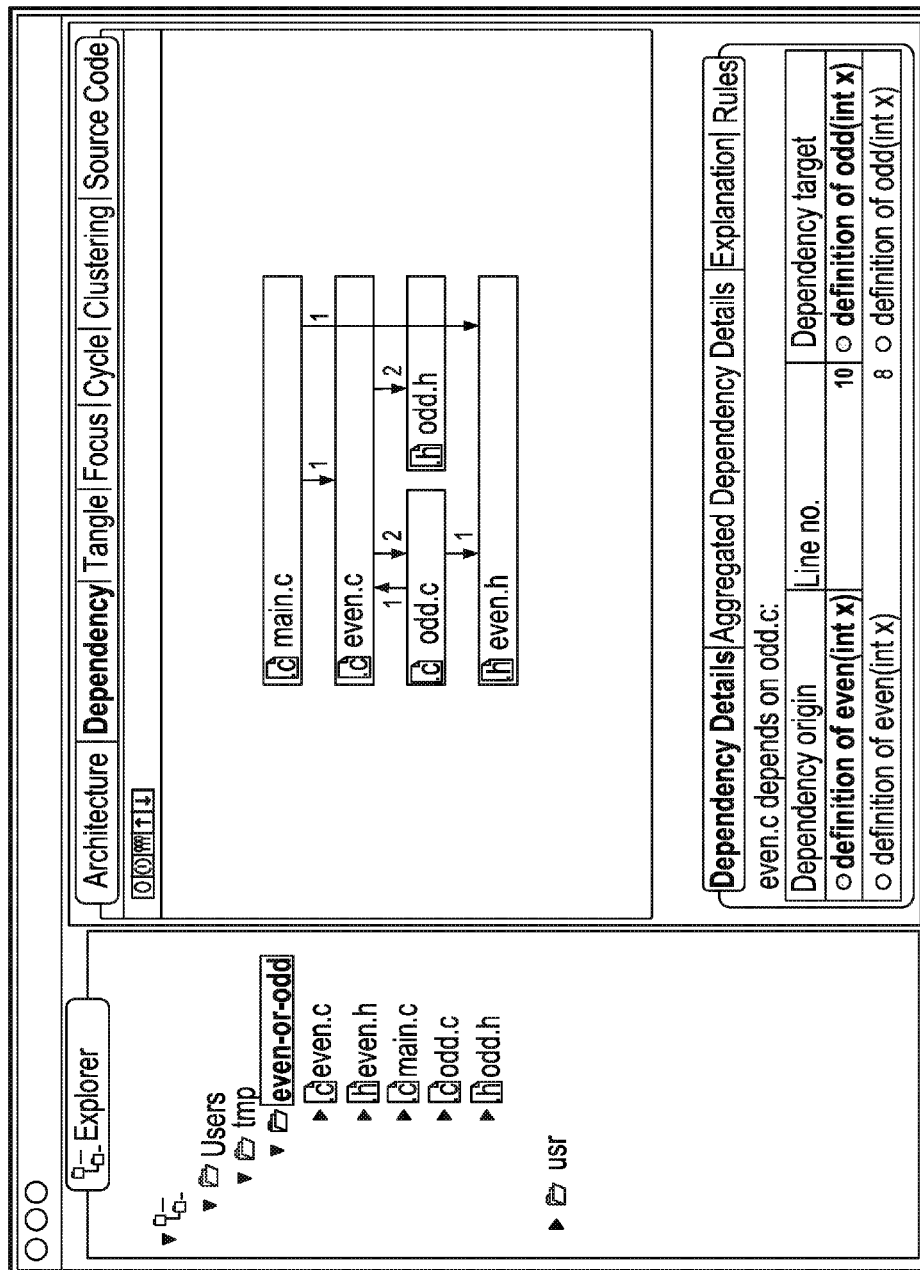 Explorer
Users
tmp
even-or-odd
.c even.c
.h even.h
.c main.c
.c odd.c
.h odd.h
usr
Architecture | Dependency | Tangle | Focus | Cycle | Clustering | Source Code
.c main.c
1
1
.c even.c
1
2
2
.c odd.c
.h odd.h
1
.h even.h
Dependency Details | Aggregated Dependency Details | Explanation | Rules
even.c depends on odd.c:
Dependency origin Line no. Dependency target
definition of even(int x) 10 definition of odd(int x)
definition of even(int x) 8 definition of odd(int x)